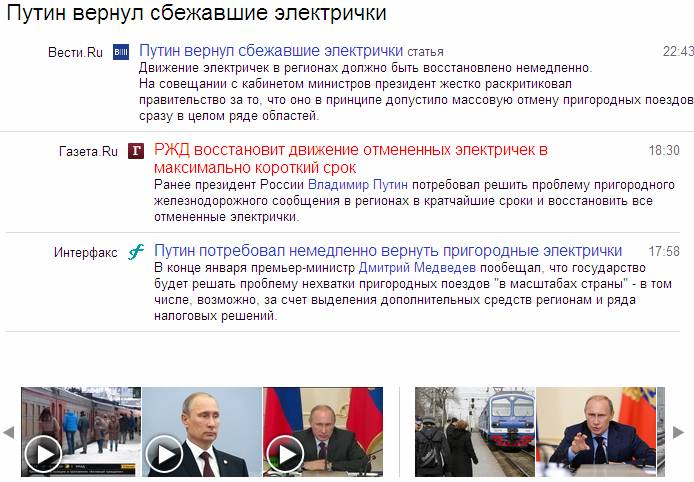 Путин вернул сбежавшие электрички
Вести.Ru Путин вернул сбежавшие электрички статья 22:43
Движение электричек в регионах должно быть восстановлено немедленно.
На совещании с кабинетом министров президент жестко раскритиковал
правительство за то, что оно в принципе допустило массовую отмену пригородных поездов
сразу в целом ряде областей.
Газета.Ru РЖД восстановит движение отмененных электричек в 18:30
максимально короткий срок
Ранее президент России Владимир Путин потребовал решить проблему пригородного
железнодорожного сообщения в регионах в кратчайшие сроки и восстановить все
отмененные электрички.
Интерфакс Путин потребовал немедленно вернуть пригородные электрички 17:58
В конце января премьер-министр Дмитрий Медведев пообещал, что государство
будет решать проблему нехватки пригородных поездов "в масштабах страны" - в том
числе, возможно, за счет выделения дополнительных средств регионам и ряда
налоговых решений.